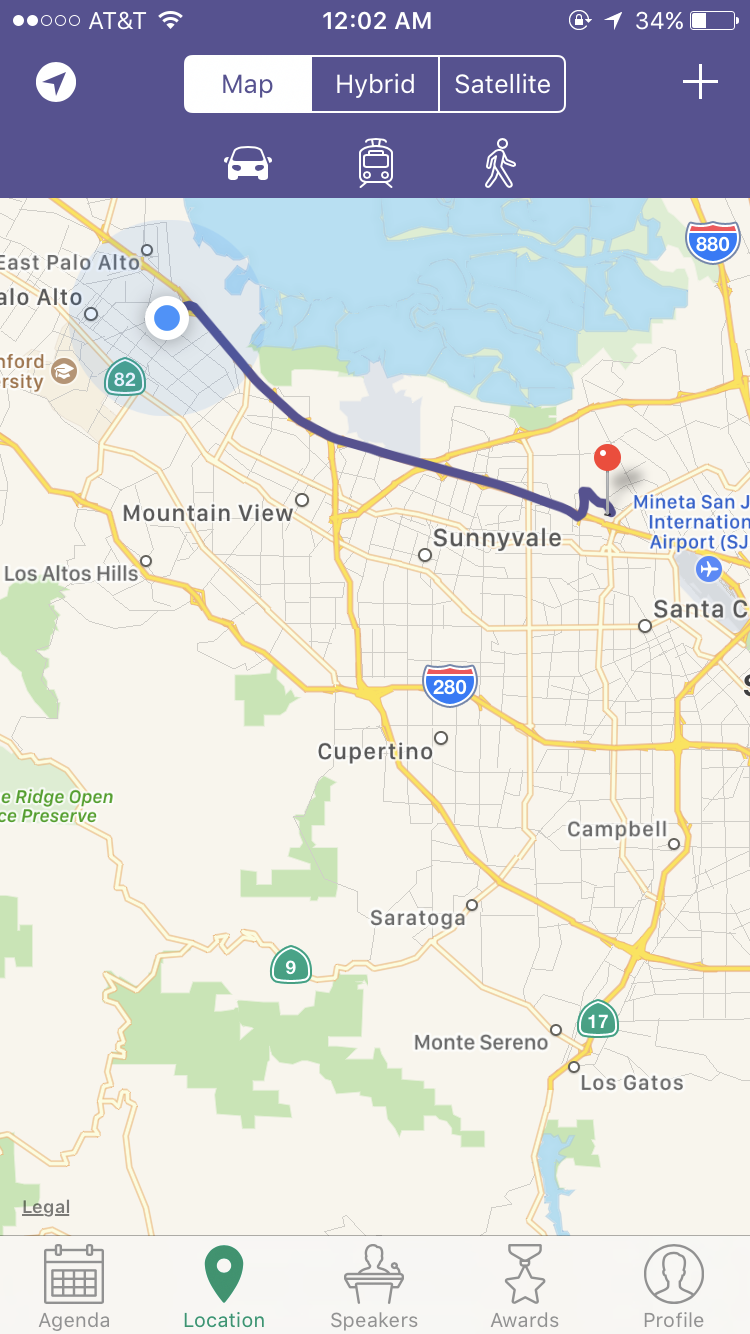 AT&T 12:02 AM 34%
Map Hybrid Satellite
880
East Palo Alto
alo Alto
nford
rsity
82
Mountain View
Mineta San J
Internation
Airport (SJ
Sunnyvale
Los Altos Hills
Santa C
280
S
Cupertino
e Ridge Open
ce Preserve
Campbell
Saratoga
9
17
Monte Sereno
Los Gatos
Legal
Agenda Location Speakers Awards Profile